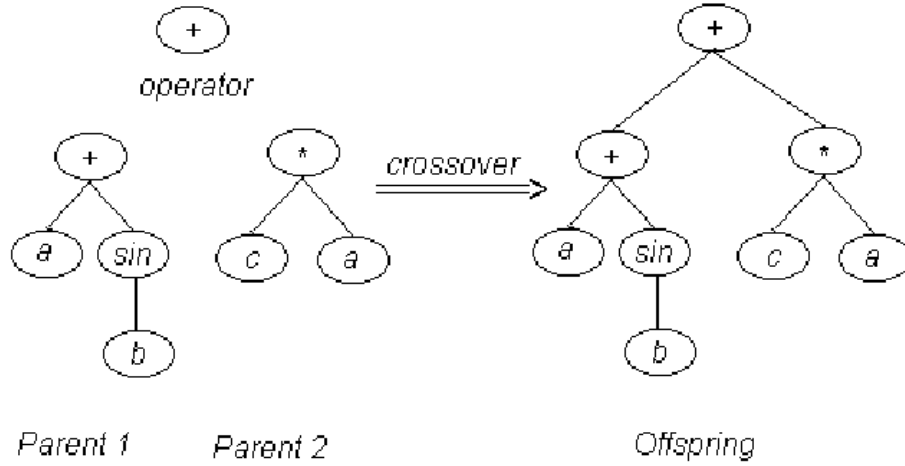 + +
operator
+ * crossover + *
a sin c a a sin c a
b b
Parent 1 Parent 2 Offspring